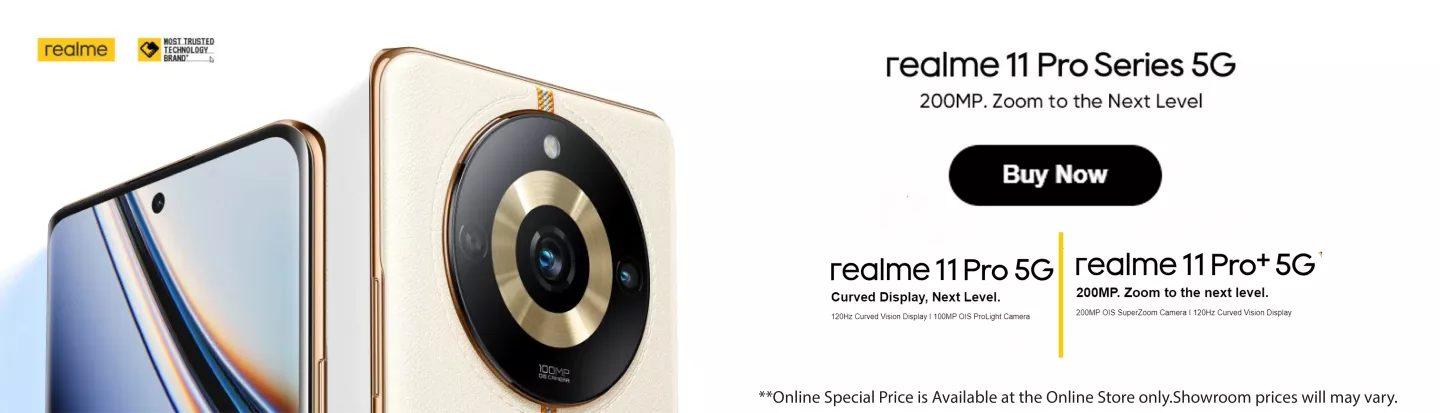 realme
MOST TRUSTED
TECHNOLOGY
BRAND*
realme 11 Pro Series 5G
200MP. Zoom to the Next Level
Buy Now
realme 11 Pro 5G
Curved Display, Next Level.
120Hz Curved Vision Display I 100MP OIS ProLight Camera
realme 11 Pro+ 5G
200MP. Zoom to the next level.
200MP OIS SuperZoom Camera I 120Hz Curved Vision Display
100MP
OIS CAMERA
**Online Special Price is Available at the Online Store only.Showroom prices will may vary.